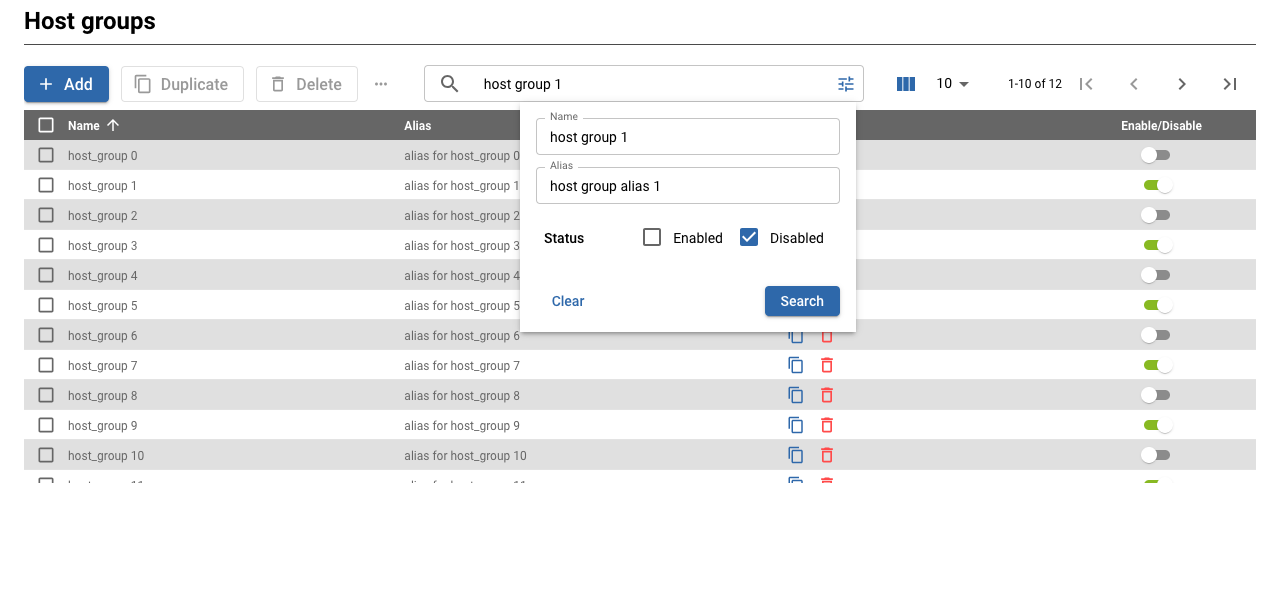 Host groups
Add Duplicate Delete ... host group 1 10 1-10 of 12
Name Alias Enable/Disable
Name
host group 1
Alias
host group alias 1
Status Enabled Disabled
Clear Search
host_group 0 alias for host_group 0
host_group 1 alias for host_group 1
host_group 2 alias for host_group 2
host_group 3 alias for host_group 3
host_group 4 alias for host_group 4
host_group 5 alias for host_group 5
host_group 6 alias for host_group 6
host_group 7 alias for host_group 7
host_group 8 alias for host_group 8
host_group 9 alias for host_group 9
host_group 10 alias for host_group 10